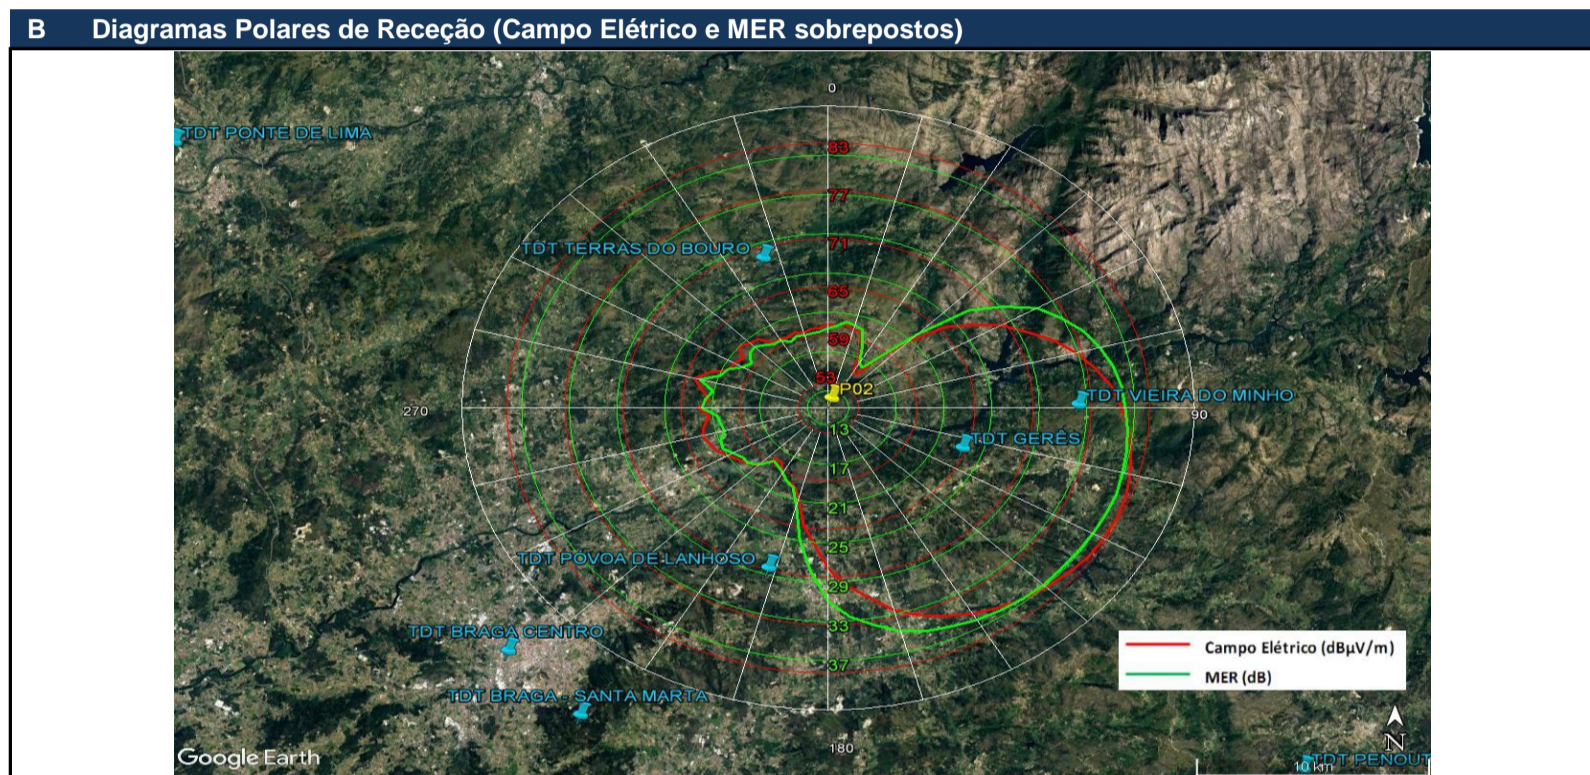 B Diagramas Polares de Receção (Campo Elétrico e MER sobrepostos)
0
TDT PONTE DE LIMA
83
77
TDT TERRAS DO BOURO
71
65
59
53
P02
TDT VIEIRA DO MINHO
270
90
13
TDT GERÊS
17
21
25
TDT PÓVOA DE LANHOSO
29
33
TDT BRAGA CENTRO
Campo Elétrico (dBµV/m)
37
MER (dB)
TDT BRAGA - SANTA MARTA
N
180
Google Earth
10 km
TDT PENOUT